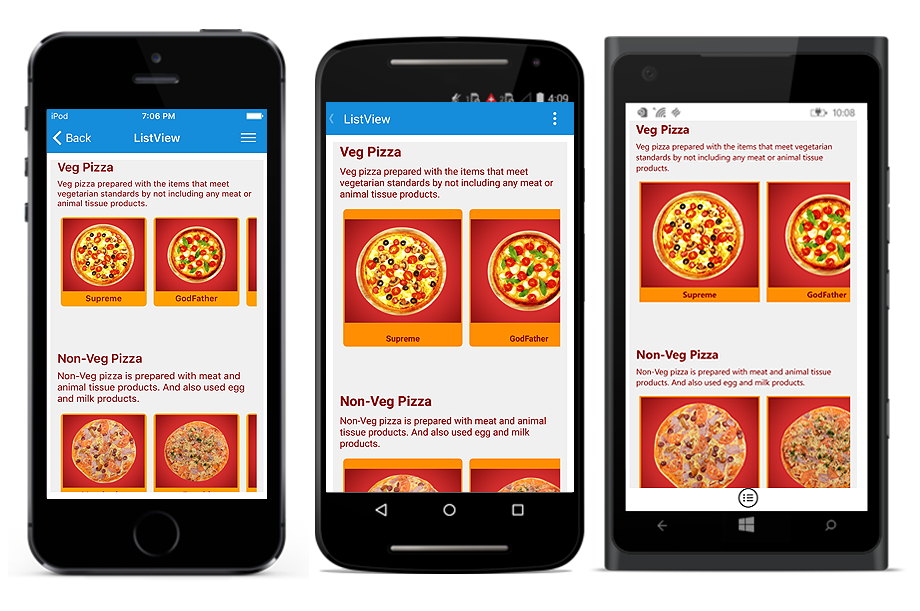 iPod 7:06 PM
Back ListView
Veg Pizza
Veg pizza prepared with the items that meet
vegetarian standards by not including any meat or
animal tissue products.
Supreme GodFather
Non-Veg Pizza
Non-Veg pizza is prepared with meat and
animal tissue products. And also used egg
and milk products.
4:09
ListView
Veg Pizza
Veg pizza prepared with the items that meet
vegetarian standards by not including any meat or
animal tissue products.
Supreme GodFather
Non-Veg Pizza
Non-Veg pizza is prepared with meat and animal
tissue products. And also used egg and milk
products.
10:08
Veg Pizza
Veg pizza prepared with the items that meet vegetarian
standards by not including any meat or animal tissue
products.
Supreme GodFather
Non-Veg Pizza
Non-Veg pizza is prepared with meat and animal tissue
products. And also used egg and milk products.